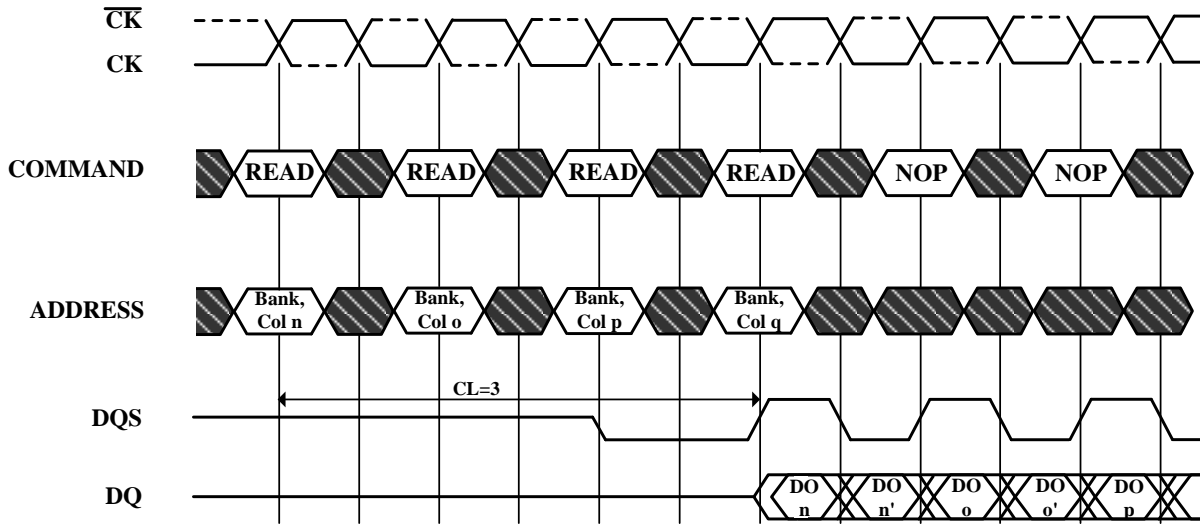 CK
CK
COMMAND
READ READ READ READ NOP NOP
ADDRESS
Bank, Bank, Bank, Bank,
Col n Col o Col p Col q
CL=3
DQS
DQ
DO DO DO DO DO
n n' o o' p